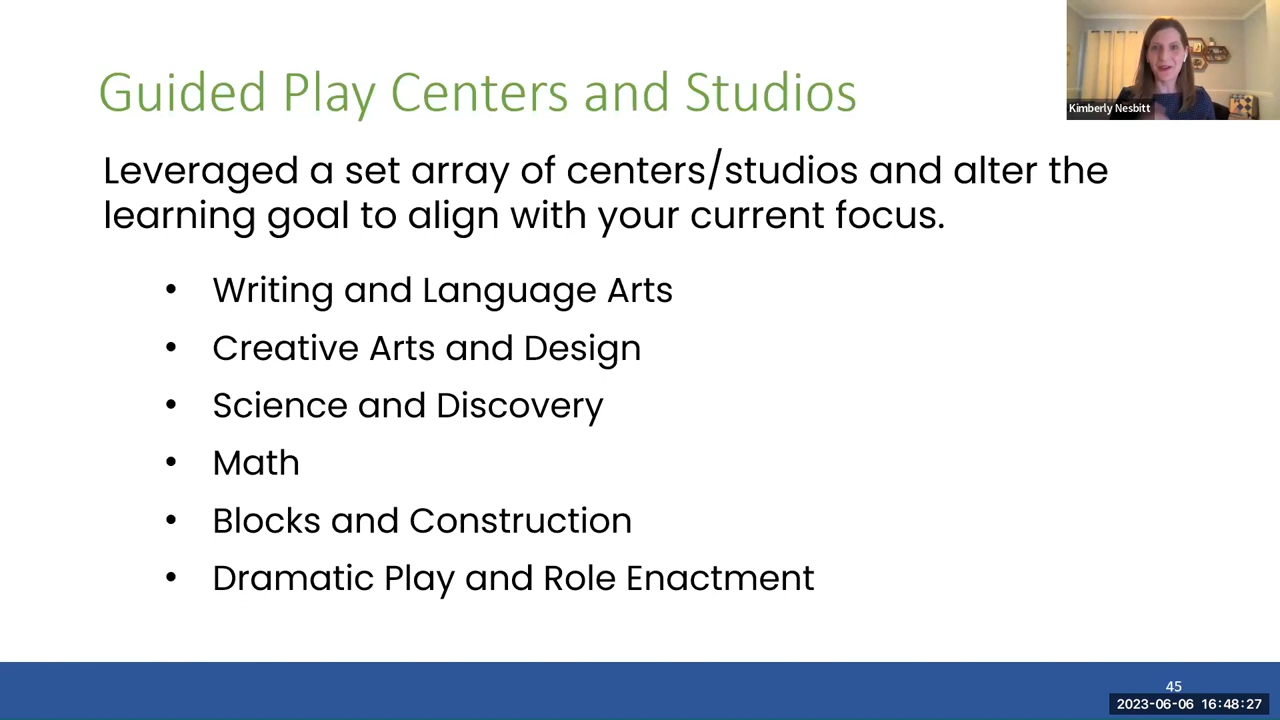 Guided Play Centers and Studios
Kimberly Nesbitt
Leveraged a set array of centers/studios and alter the
learning goal to align with your current focus.
• Writing and Language Arts
• Creative Arts and Design
• Science and Discovery
• Math
• Blocks and Construction
• Dramatic Play and Role Enactment
45
2023-06-06 16:48:27